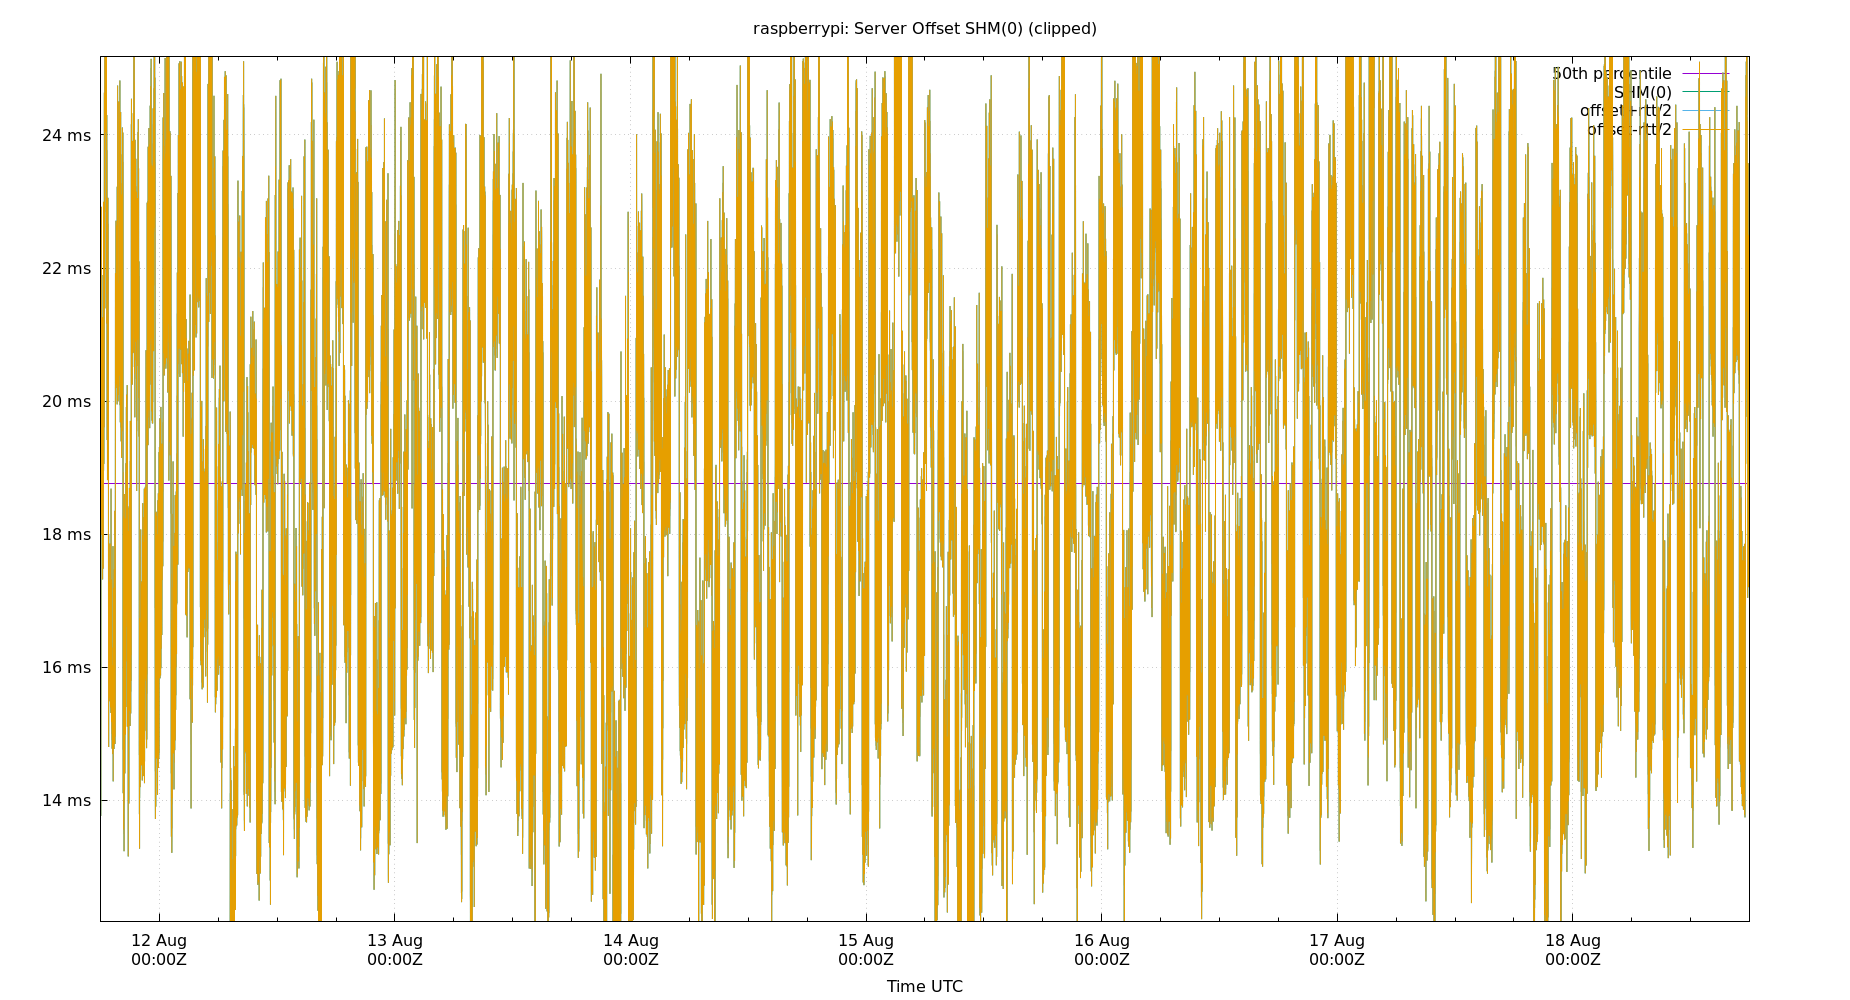 raspberrypi: Server Offset SHM(0) (clipped)
50th percentile
SHM(0)
offset+rtt/2
offset-rtt/2
24 ms
22 ms
20 ms
18 ms
16 ms
14 ms
12 Aug 13 Aug 14 Aug 15 Aug 16 Aug 17 Aug 18 Aug
00:00Z 00:00Z 00:00Z 00:00Z 00:00Z 00:00Z 00:00Z
Time UTC